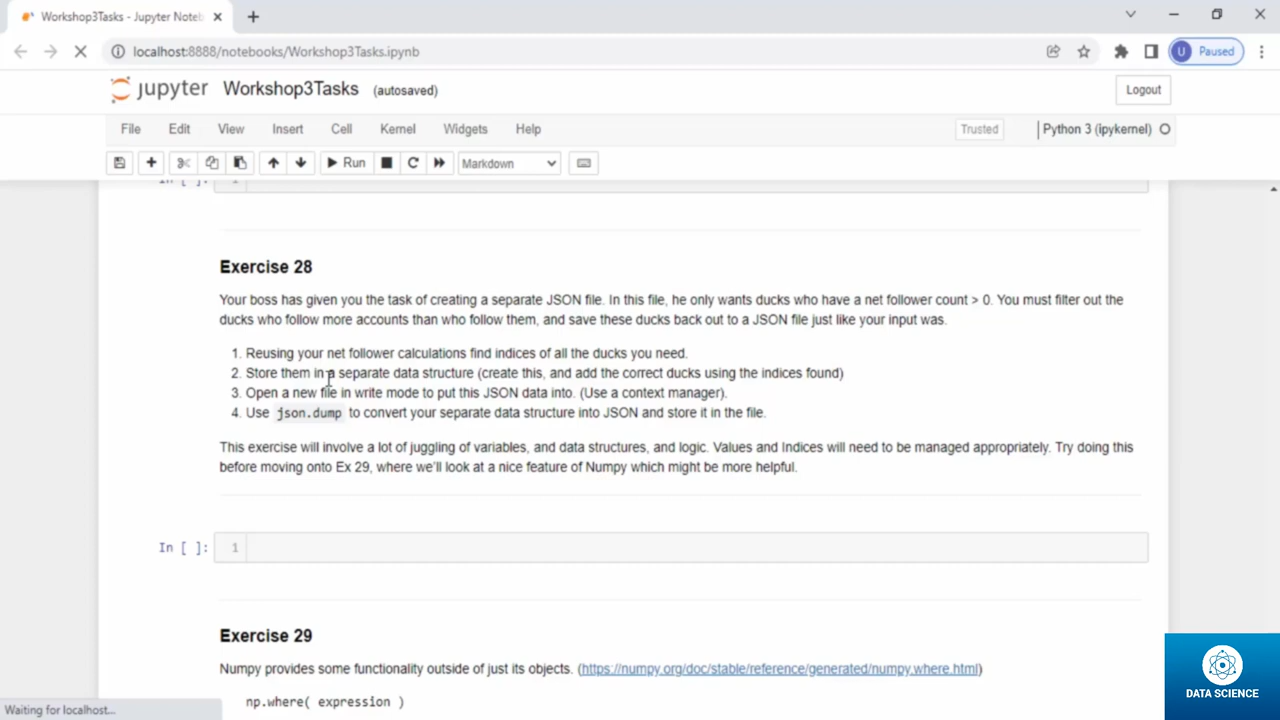 Workshop3Tasks - Jupyter Noteb
localhost:8888/notebooks/Workshop3Tasks.ipynb
U Paused
jupyter Workshop3Tasks (autosaved)
Logout
File Edit View Insert Cell Kernel Widgets Help
Trusted
Python 3 (ipykernel)
Run
Markdown
In [ ]: 1
Exercise 28
Your boss has given you the task of creating a separate JSON file. In this file, he only wants ducks who have a net follower count > 0. You must filter out the
ducks who follow more accounts than who follow them, and save these ducks back out to a JSON file just like your input was.
1. Reusing your net follower calculations find indices of all the ducks you need.
2. Store them in a separate data structure (create this, and add the correct ducks using the indices found)
3. Open a new file in write mode to put this JSON data into. (Use a context manager).
4. Use json.dump to convert your separate data structure into JSON and store it in the file.
This exercise will involve a lot of juggling of variables, and data structures, and logic. Values and Indices will need to be managed appropriately. Try doing this
before moving onto Ex 29, where we'll look at a nice feature of Numpy which might be more helpful.
In [ ]: 1
Exercise 29
Numpy provides some functionality outside of just its objects. (https://numpy.org/doc/stable/reference/generated/numpy.where.html)
np.where( expression )
Waiting for localhost...
DATA SCIENCE